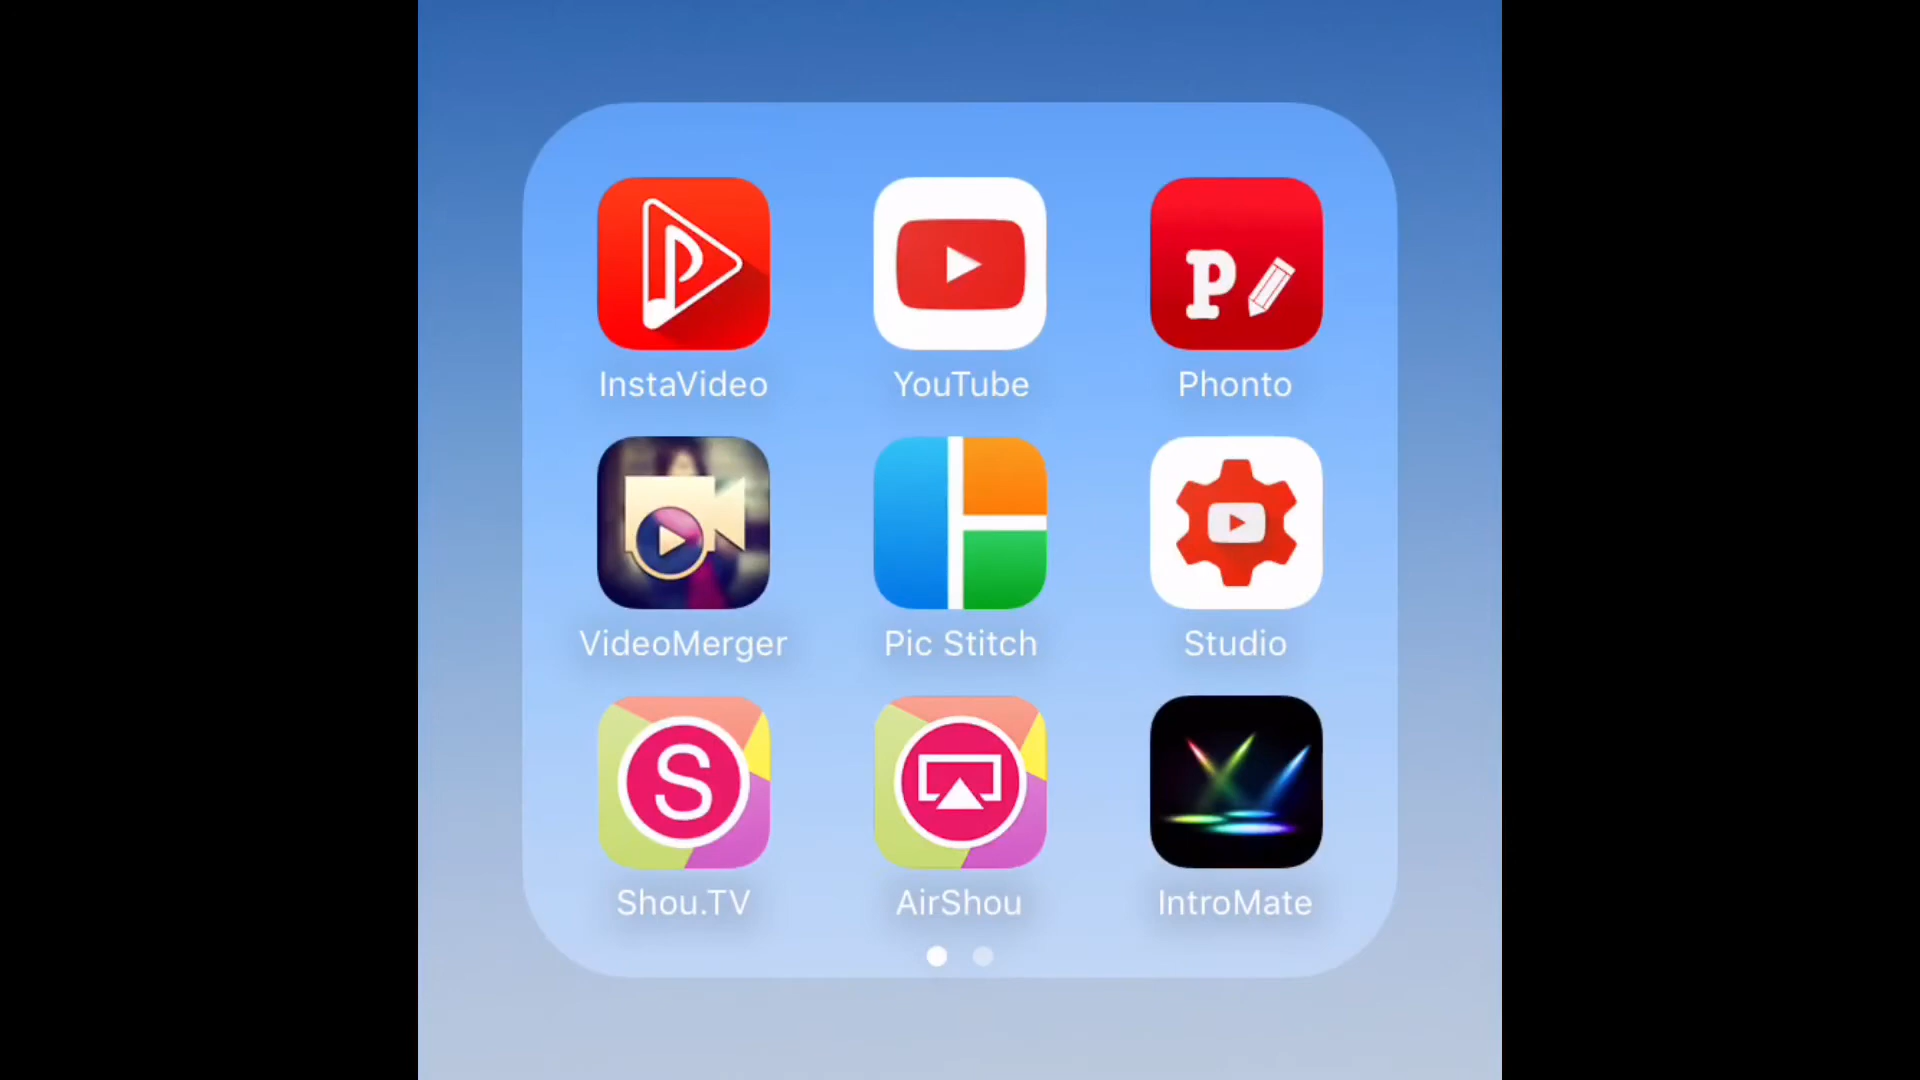 InstaVideo YouTube Phonto
P
VideoMerger Pic Stitch Studio
S
Shou.TV AirShou IntroMate